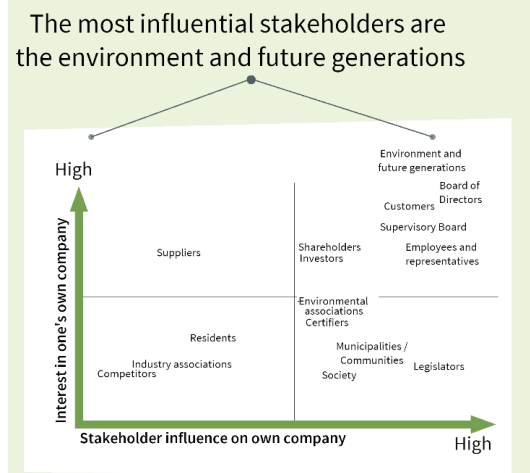 The most influential stakeholders are
the environment and future generations
High
Environment and
future generations
Board of
Directors
Customers
Supervisory Board
Suppliers
Shareholders
Investors
Employees and
representatives
Interest in one's own company
Environmental
associations
Certifiers
Residents
Municipalities /
Communities
Industry associations
Legislators
Competitors
Society
Stakeholder influence on own company
High